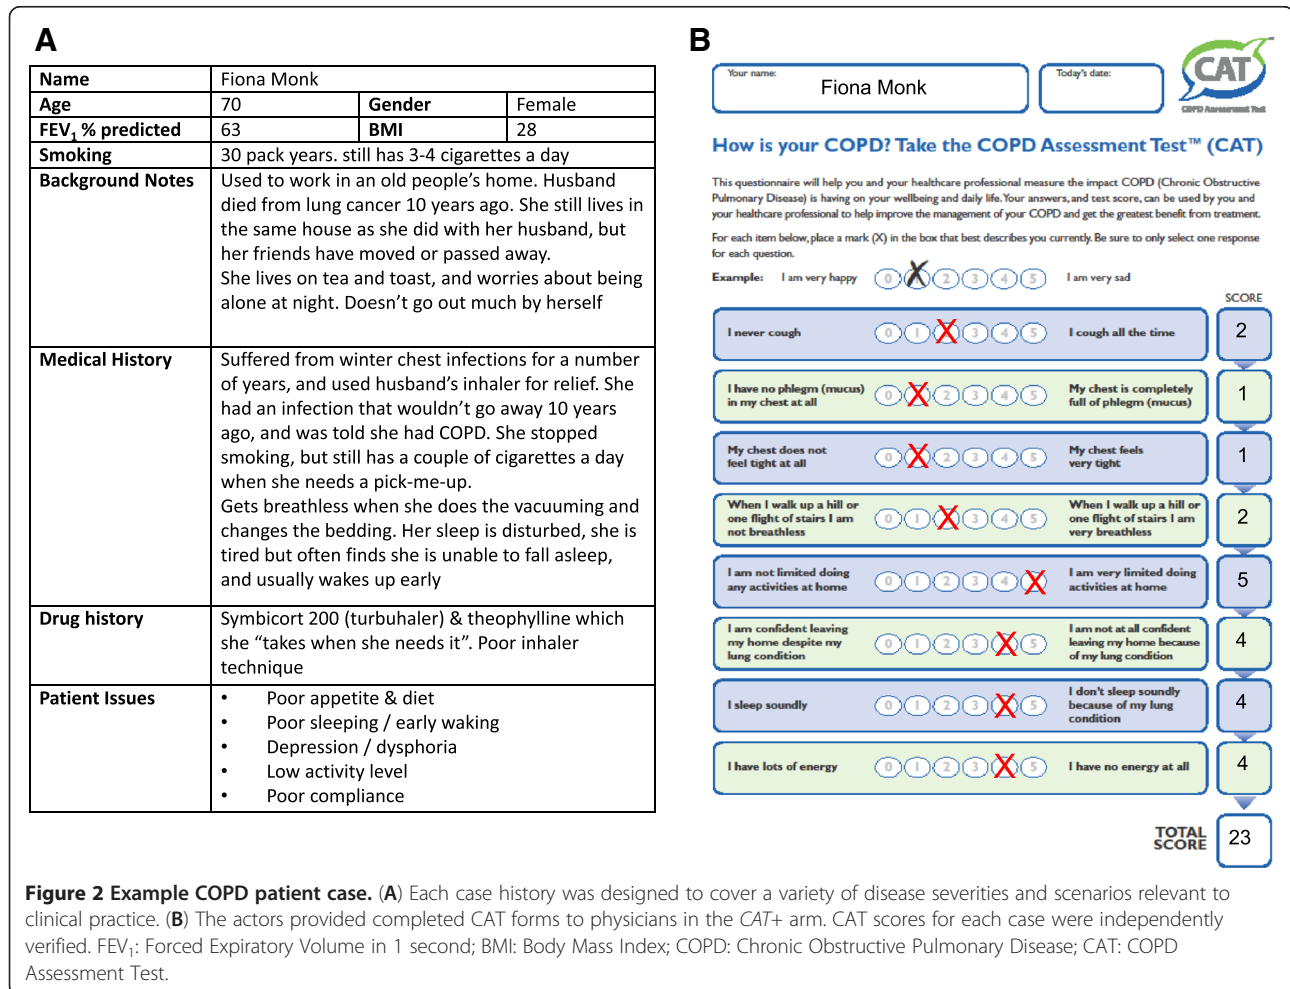 A
Name Fiona Monk
Age 70 Gender Female
FEV1 % predicted 63 BMI 28
Smoking 30 pack years. still has 3-4 cigarettes a day
Background Notes Used to work in an old people's home. Husband
died from lung cancer 10 years ago. She still lives in
the same house as she did with her husband, but
her friends have moved or passed away.
She lives on tea and toast, and worries about being
alone at night. Doesn't go out much by herself
Medical History Suffered from winter chest infections for a number
of years, and used husband's inhaler for relief. She
had an infection that wouldn't go away 10 years
ago, and was told she had COPD. She stopped
smoking, but still has a couple of cigarettes a day
when she needs a pick-me-up.
Gets breathless when she does the vacuuming and
changes the bedding. Her sleep is disturbed, she is
tired but often finds she is unable to fall asleep,
and usually wakes up early
Drug history Symbicort 200 (turbuhaler) & theophylline which
she "takes when she needs it". Poor inhaler
technique
Patient Issues • Poor appetite & diet
• Poor sleeping / early waking
• Depression / dysphoria
• Low activity level
• Poor compliance
B
Your name: Fiona Monk
Today's date:
CAT
COPD Assessment Test
How is your COPD? Take the COPD Assessment Test™ (CAT)
This questionnaire will help you and your healthcare professional measure the impact COPD (Chronic Obstructive
Pulmonary Disease) is having on your wellbeing and daily life. Your answers, and test score, can be used by you and
your healthcare professional to help improve the management of your COPD and get the greatest benefit from treatment.
For each item below, place a mark (X) in the box that best describes you currently. Be sure to only select one response
for each question.
Example: I am very happy 0 X 2 3 4 5 I am very sad
SCORE
I never cough 0 1 X 3 4 5 I cough all the time 2
I have no phlegm (mucus)
in my chest at all
0 X 2 3 4 5
My chest is completely
full of phlegm (mucus)
1
My chest does not
feel tight at all
0 X 2 3 4 5
My chest feels
very tight
1
When I walk up a hill or
one flight of stairs I am
not breathless
0 1 X 3 4 5
When I walk up a hill or
one flight of stairs I am
very breathless
2
I am not limited doing
any activities at home
0 1 2 3 4 X
I am very limited doing
activities at home
5
I am confident leaving
my home despite my
lung condition
0 1 2 3 X 5
I am not at all confident
leaving my home because
of my lung condition
4
I sleep soundly
0 1 2 3 X 5
I don't sleep soundly
because of my lung
condition
4
I have lots of energy 0 1 2 3 X 5 I have no energy at all 4
TOTAL
SCORE
23
Figure 2 Example COPD patient case. (A) Each case history was designed to cover a variety of disease severities and scenarios relevant to
clinical practice. (B) The actors provided completed CAT forms to physicians in the CAT+ arm. CAT scores for each case were independently
verified. FEV1: Forced Expiratory Volume in 1 second; BMI: Body Mass Index; COPD: Chronic Obstructive Pulmonary Disease; CAT: COPD
Assessment Test.